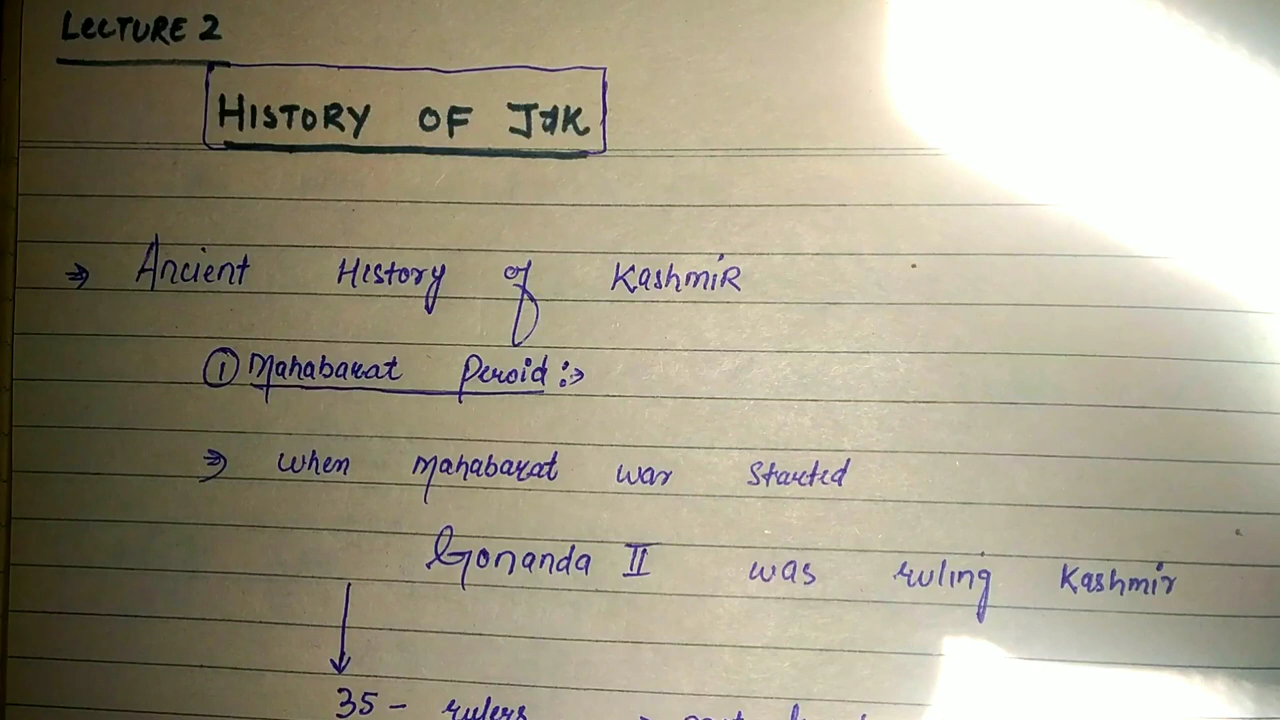 LECTURE 2
HISTORY OF J&K
⇒ Ancient History of Kashmir
① Mahabarat Peroid :→
⇒ when mahabarat war started
Gonanda II was ruling Kashmir
↓
35 - rulers